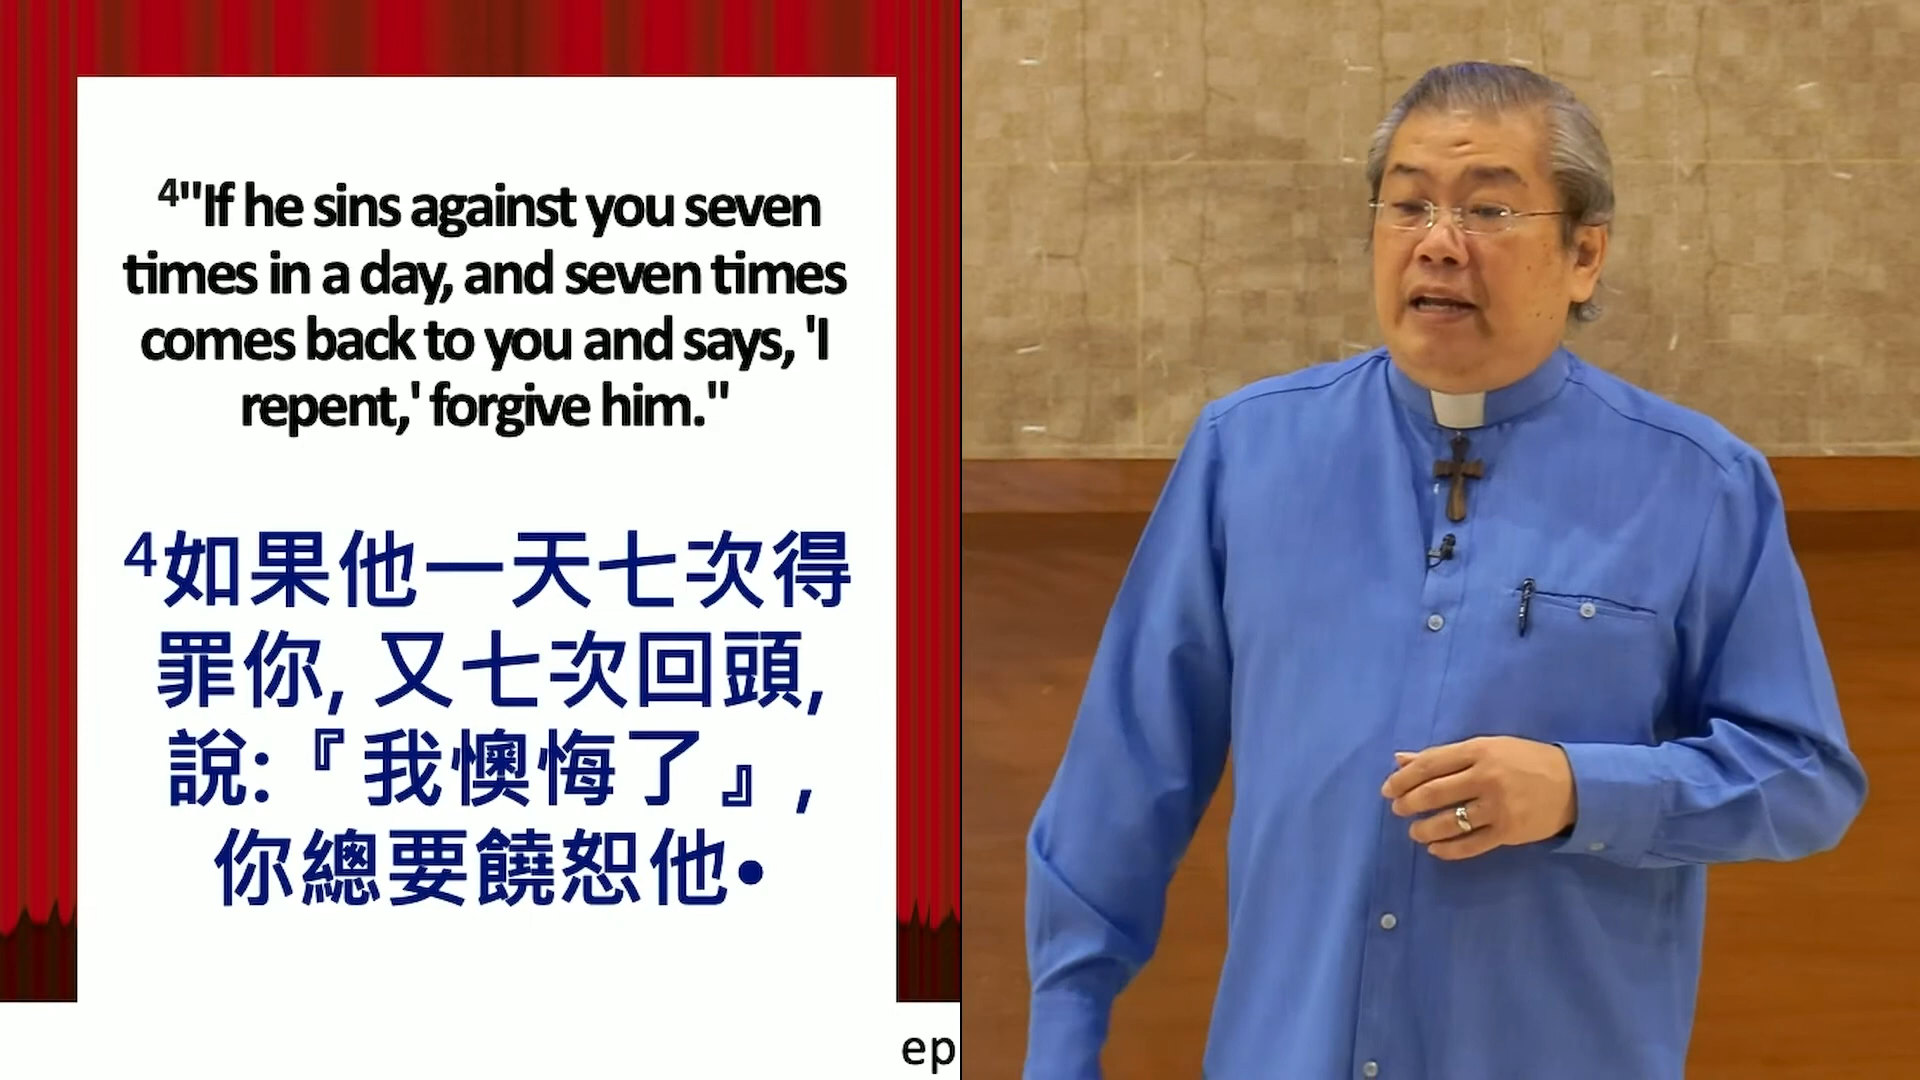 4"If he sins against you seven
times in a day, and seven times
comes back to you and says, 'I
repent,' forgive him."
4如果他一天七次得
罪你, 又七次回頭,
說:『我懊悔了』,
你總要饒恕他•
ep